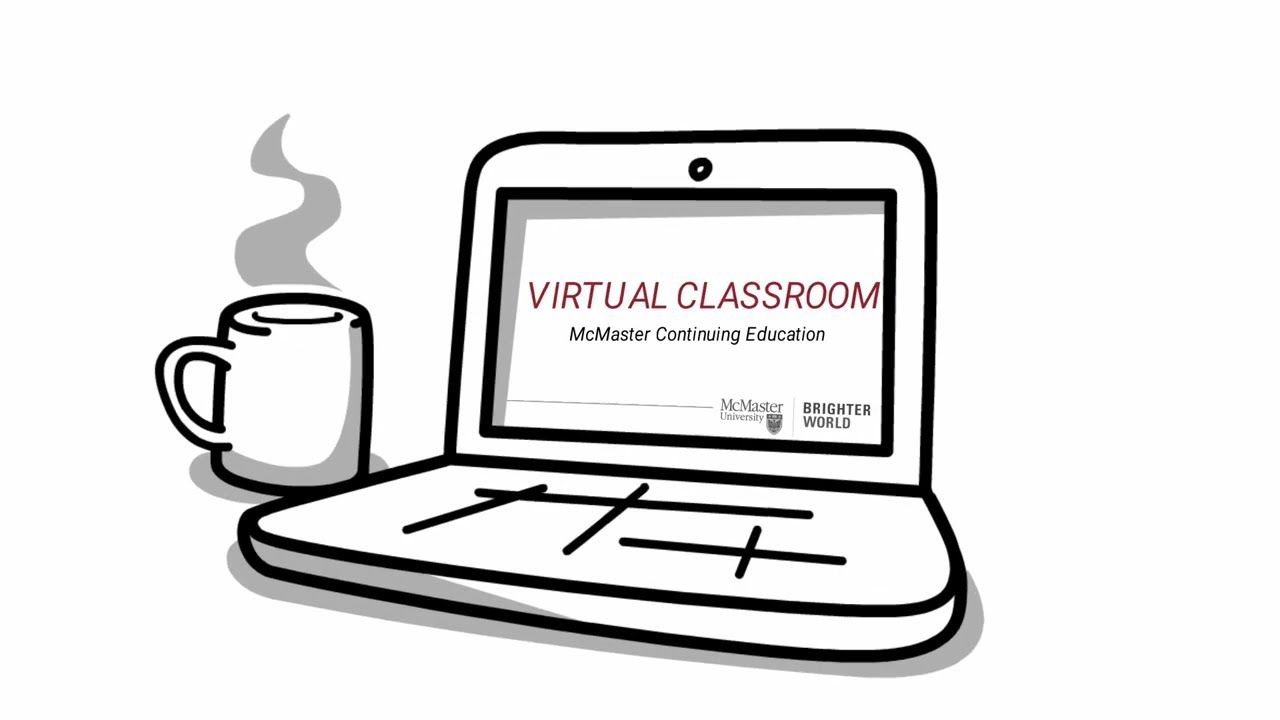 VIRTUAL CLASSROOM
McMaster Continuing Education
McMaster
University
BRIGHTER
WORLD